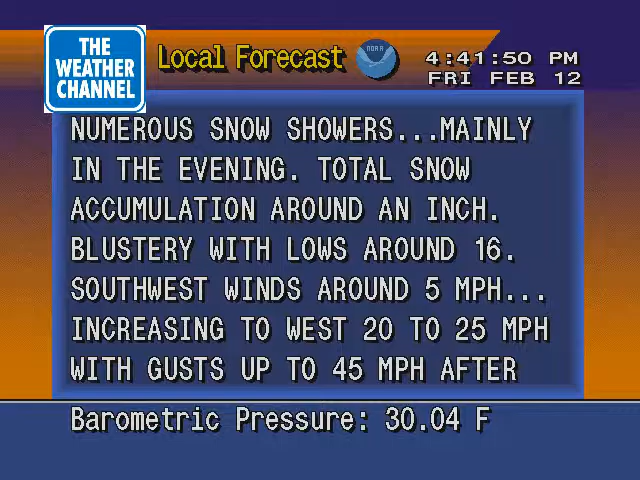 THE
WEATHER
CHANNEL
Local Forecast
NOAA
4:41:50 PM
FRI FEB 12
NUMEROUS SNOW SHOWERS...MAINLY
IN THE EVENING. TOTAL SNOW
ACCUMULATION AROUND AN INCH.
BLUSTERY WITH LOWS AROUND 16.
SOUTHWEST WINDS AROUND 5 MPH...
INCREASING TO WEST 20 TO 25 MPH
WITH GUSTS UP TO 45 MPH AFTER
Barometric Pressure: 30.04 F